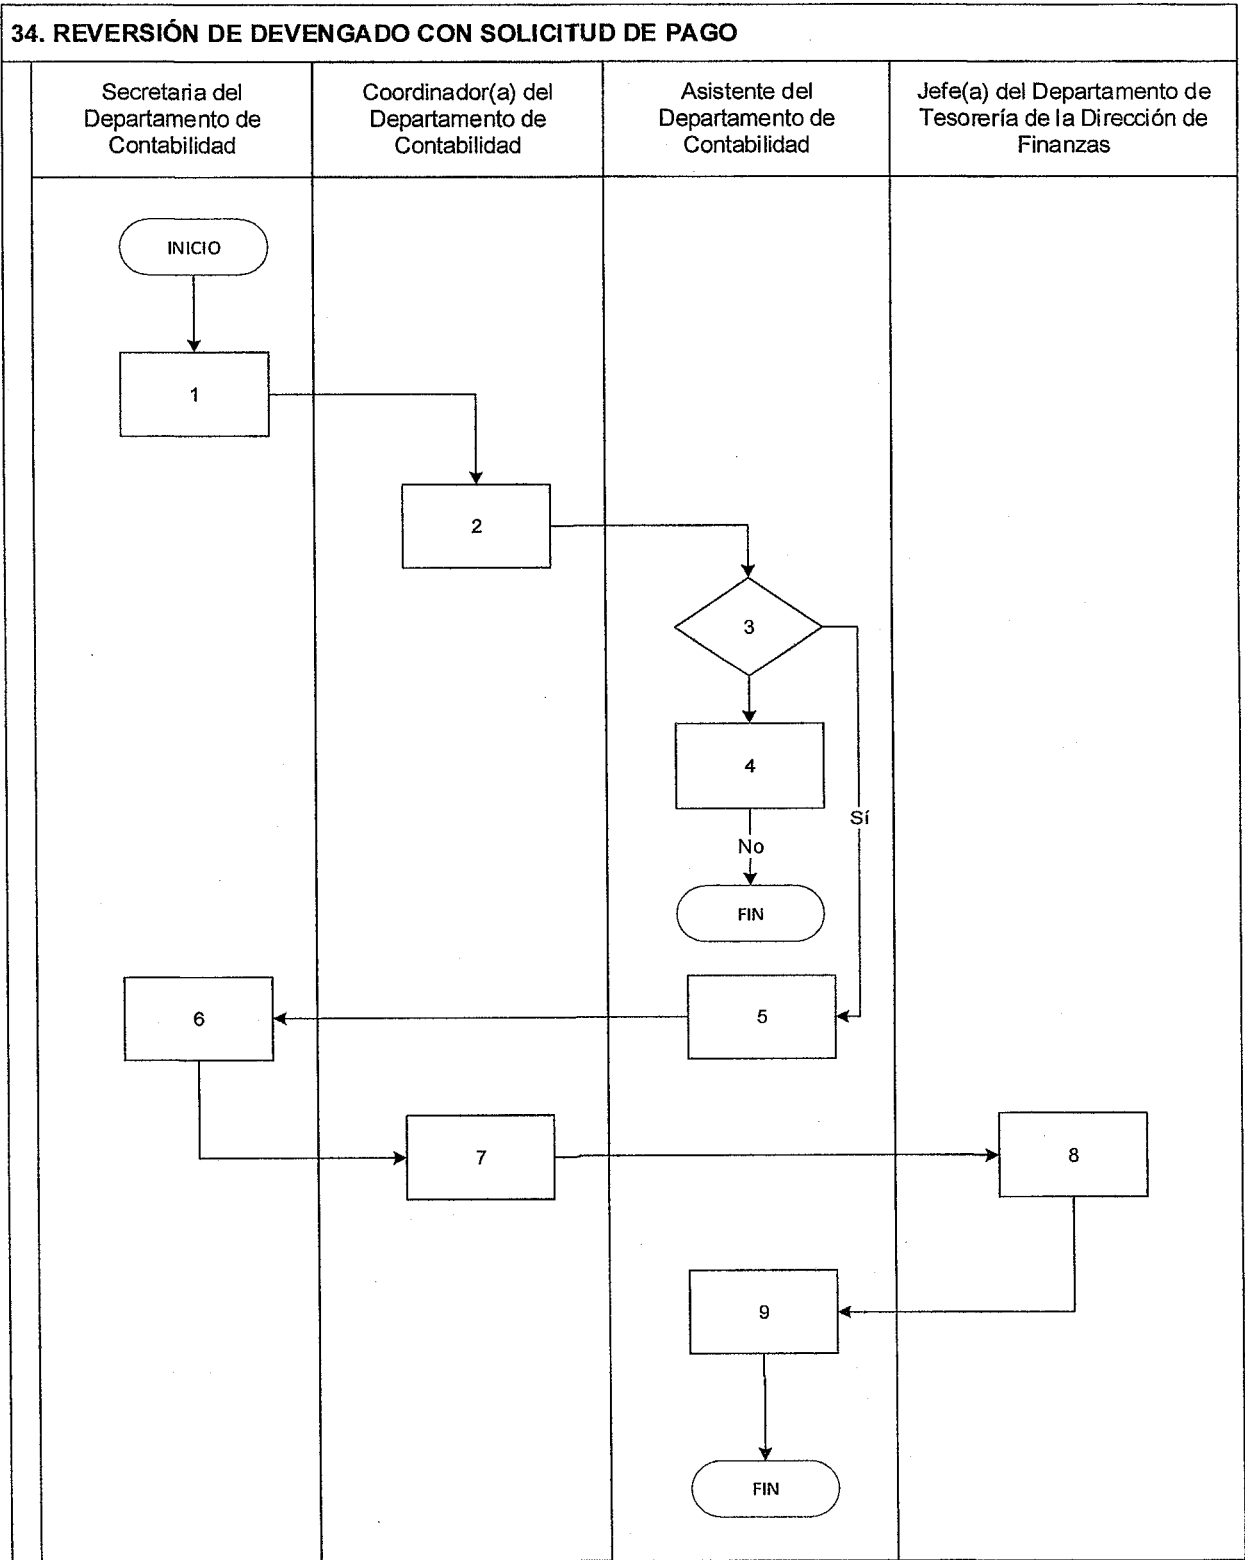 34. REVERSIÓN DE DEVENGADO CON SOLICITUD DE PAGO
Secretaria del
Departamento de
Contabilidad
Coordinador(a) del
Departamento de
Contabilidad
Asistente del
Departamento de
Contabilidad
Jefe(a) del Departamento de
Tesorería de la Dirección de
Finanzas
INICIO
1
2
3
4
Sí
No
FIN
6
5
7
8
9
FIN